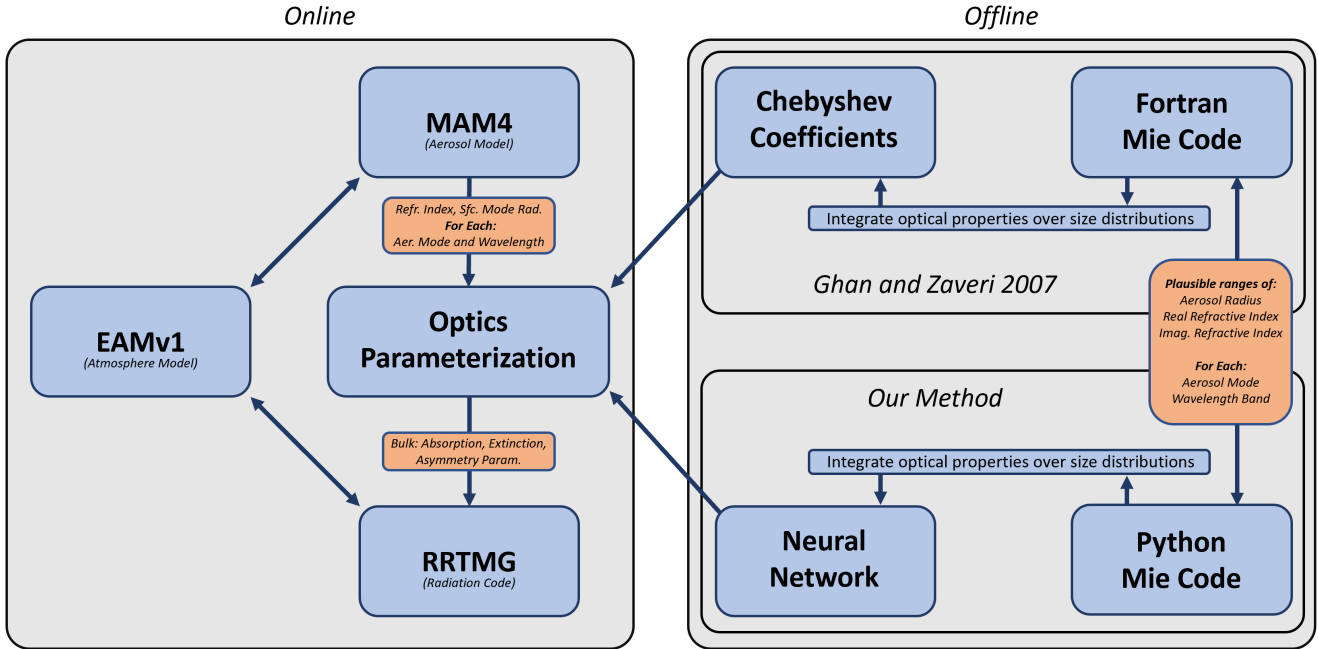 Online
MAM4
(Aerosol Model)
Refr. Index, Sfc. Mode Rad.
For Each:
Aer. Mode and Wavelength
EAMv1
(Atmosphere Model)
Optics
Parameterization
Bulk: Absorption, Extinction,
Asymmetry Param.
RRTMG
(Radiation Code)
Offline
Chebyshev
Coefficients
Fortran
Mie Code
Integrate optical properties over size distributions
Ghan and Zaveri 2007
Plausible ranges of:
Aerosol Radius
Real Refractive Index
Imag. Refractive Index
For Each:
Aerosol Mode
Wavelength Band
Our Method
Integrate optical properties over size distributions
Neural
Network
Python
Mie Code